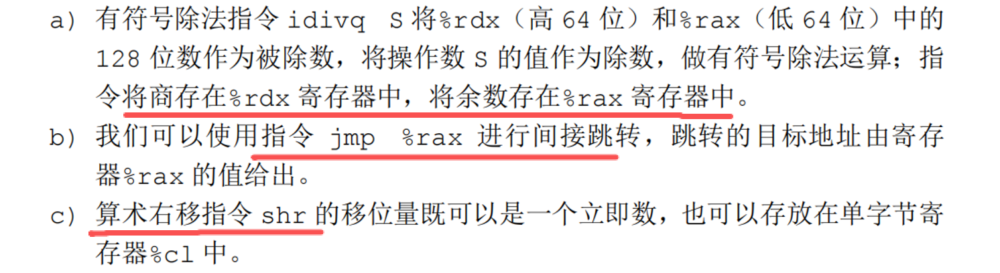 a) 有符号除法指令 idivq S 将%rdx（高 64 位）和%rax（低 64 位）中的
128 位数作为被除数，将操作数 S 的值作为除数，做有符号除法运算；指
令将商存在%rdx 寄存器中，将余数存在%rax 寄存器中。
b) 我们可以使用指令 jmp %rax 进行间接跳转，跳转的目标地址由寄存
器%rax 的值给出。
c) 算术右移指令 shr 的移位量既可以是一个立即数，也可以存放在单字节寄
存器%cl 中。